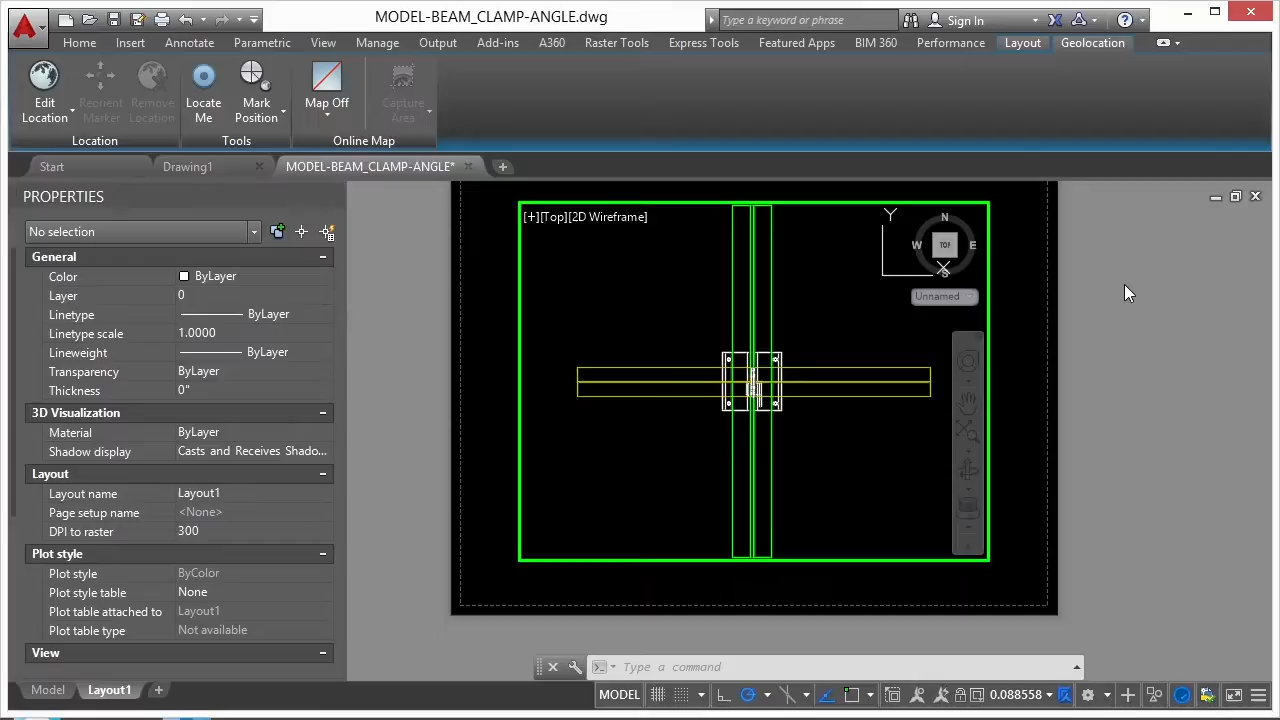 MODEL-BEAM_CLAMP-ANGLE.dwg
Type a keyword or phrase
Sign In
Home Insert Annotate Parametric View Manage Output Add-ins A360 Raster Tools Express Tools Featured Apps BIM 360 Performance Layout Geolocation
Edit Location
Reorient Marker
Remove Location
Locate Me
Mark Position
Map Off
Capture Area
Location
Tools
Online Map
Start
Drawing1
MODEL-BEAM_CLAMP-ANGLE*
PROPERTIES
No selection
General
Color ByLayer
Layer 0
Linetype ByLayer
Linetype scale 1.0000
Lineweight ByLayer
Transparency ByLayer
Thickness 0"
3D Visualization
Material ByLayer
Shadow display Casts and Receives Shado...
Layout
Layout name Layout1
Page setup name <None>
DPI to raster 300
Plot style
Plot style ByColor
Plot style table None
Plot table attached to Layout1
Plot table type Not available
View
[+][Top][2D Wireframe]
Y
X
N
W TOP E
S
Unnamed
Type a command
Model Layout1
MODEL
0.088558